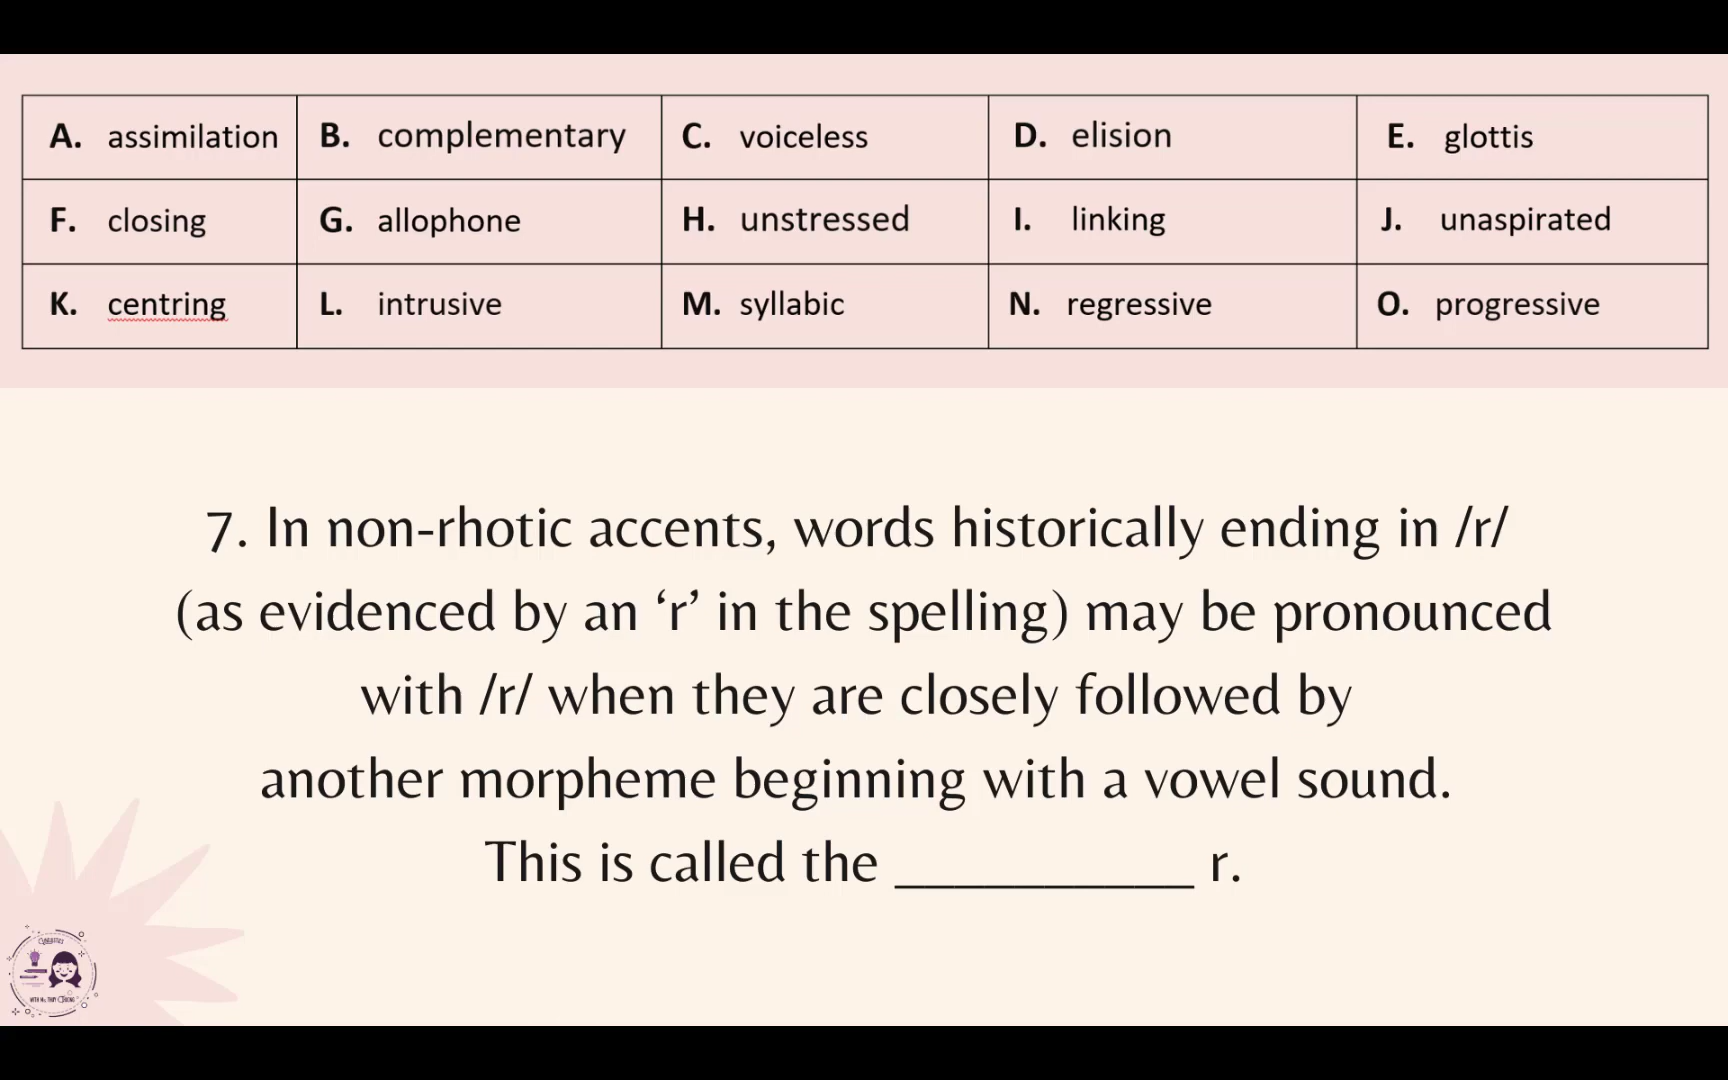 A. assimilation B. complementary C. voiceless D. elision E. glottis
F. closing G. allophone H. unstressed I. linking J. unaspirated
K. centring L. intrusive M. syllabic N. regressive O. progressive
7. In non-rhotic accents, words historically ending in /r/
(as evidenced by an ‘r’ in the spelling) may be pronounced
with /r/ when they are closely followed by
another morpheme beginning with a vowel sound.
This is called the __________ r.